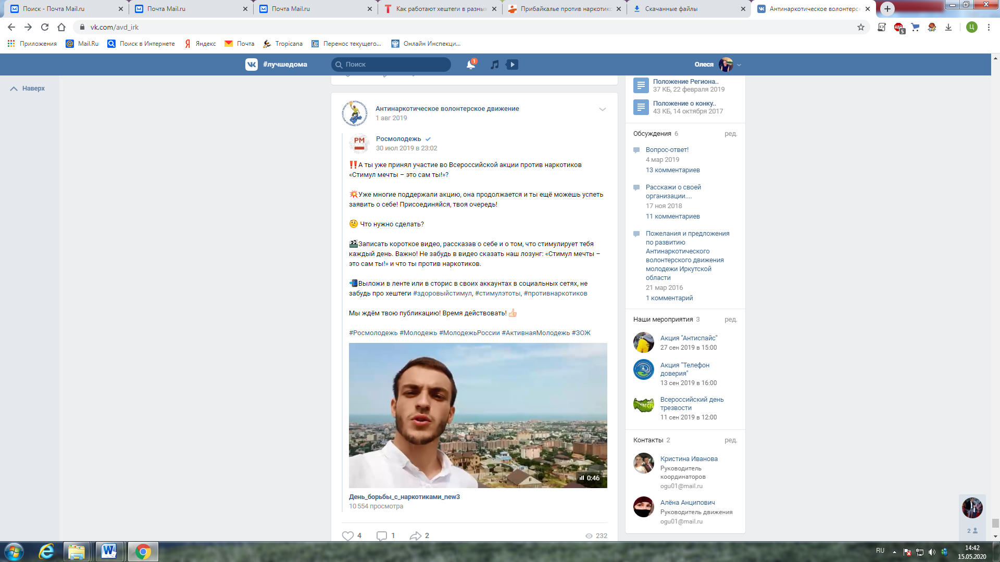 Поиск - Почта Mail.ru
Почта Mail.ru
Почта Mail.ru
Как работают хештеги в разных
Прибайкалье против наркотик
Скачанные файлы
Антинаркотическое волонтерс
vk.com/avd_irk
ABP
5
Ц
Приложения
Mail.Ru
Поиск в Интернете
Яндекс
Почта
Tropicana
Перенос текущего...
Онлайн Инспекци...
#лучшедома
Поиск
1
Олеся
Наверх
Антинаркотическое волонтерское движение
1 авг 2019
РМ
Росмолодежь
30 июл 2019 в 23:02
‼А ты уже принял участие во Всероссийской акции против наркотиков
«Стимул мечты – это сам ты!»?
Уже многие поддержали акцию, она продолжается и ты ещё можешь успеть
заявить о себе! Присоединяйся, твоя очередь!
Что нужно сделать?
Записать короткое видео, рассказав о себе и о том, что стимулирует тебя
каждый день. Важно! Не забудь в видео сказать наш лозунг: «Стимул мечты –
это сам ты!» и что ты против наркотиков.
Выложи в ленте или в сторис в своих аккаунтах в социальных сетях, не
забудь про хештеги #здоровыйстимул, #стимулэтоты, #противнаркотиков
Мы ждём твою публикацию! Время действовать!
#Росмолодежь #Молодежь #МолодежьРоссии #АктивнаяМолодежь #ЗОЖ
0:46
День_борьбы_с_наркотиками_new3
10 554 просмотра
4
1
2
232
Положение Региона..
37 КБ, 22 февраля 2019
Положение о конку..
43 КБ, 14 октября 2017
Обсуждения 6
ред.
Вопрос-ответ!
4 мар 2019
13 комментариев
Расскажи о своей
организации....
17 ноя 2018
11 комментариев
Пожелания и предложения
по развитию
Антинаркотического
волонтерского движения
молодежи Иркутской
области
21 мар 2016
1 комментарий
Наши мероприятия 3
ред.
Акция "Антиспайс"
27 сен 2019 в 15:00
Акция "Телефон
доверия"
13 сен 2019 в 16:00
Всероссийский день
трезвости
11 сен 2019 в 12:00
Контакты 2
ред.
Кристина Иванова
Руководитель
координаторов
ogu01@mail.ru
Алёна Анципович
Руководитель движения
ogu01@mail.ru
2
RU
14:42
15.05.2020